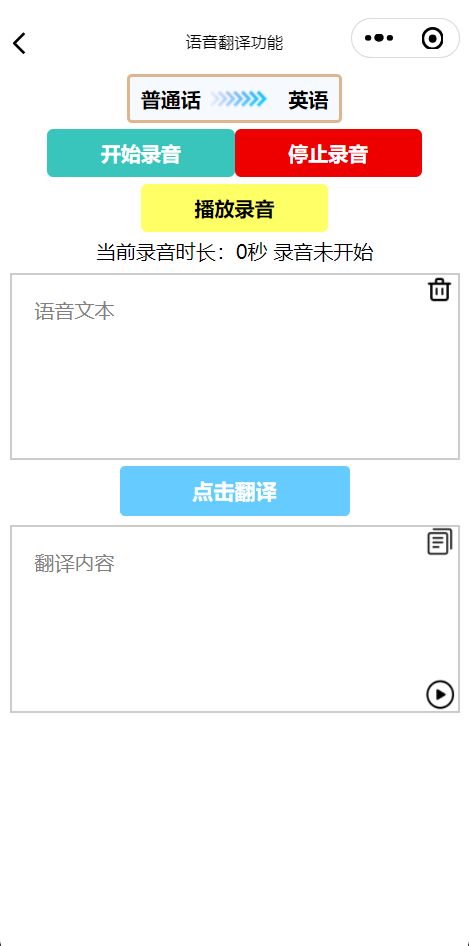 语音翻译功能
普通话 英语
开始录音 停止录音
播放录音
当前录音时长：0秒 录音未开始
语音文本
点击翻译
翻译内容